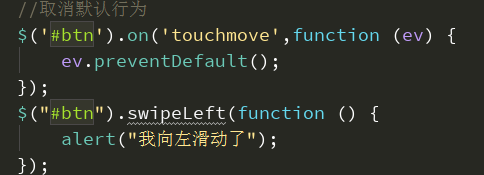 //取消默认行为
$('#btn').on('touchmove',function (ev) {
    ev.preventDefault();
});
$("#btn").swipeLeft(function () {
    alert("我向左滑动了");
});